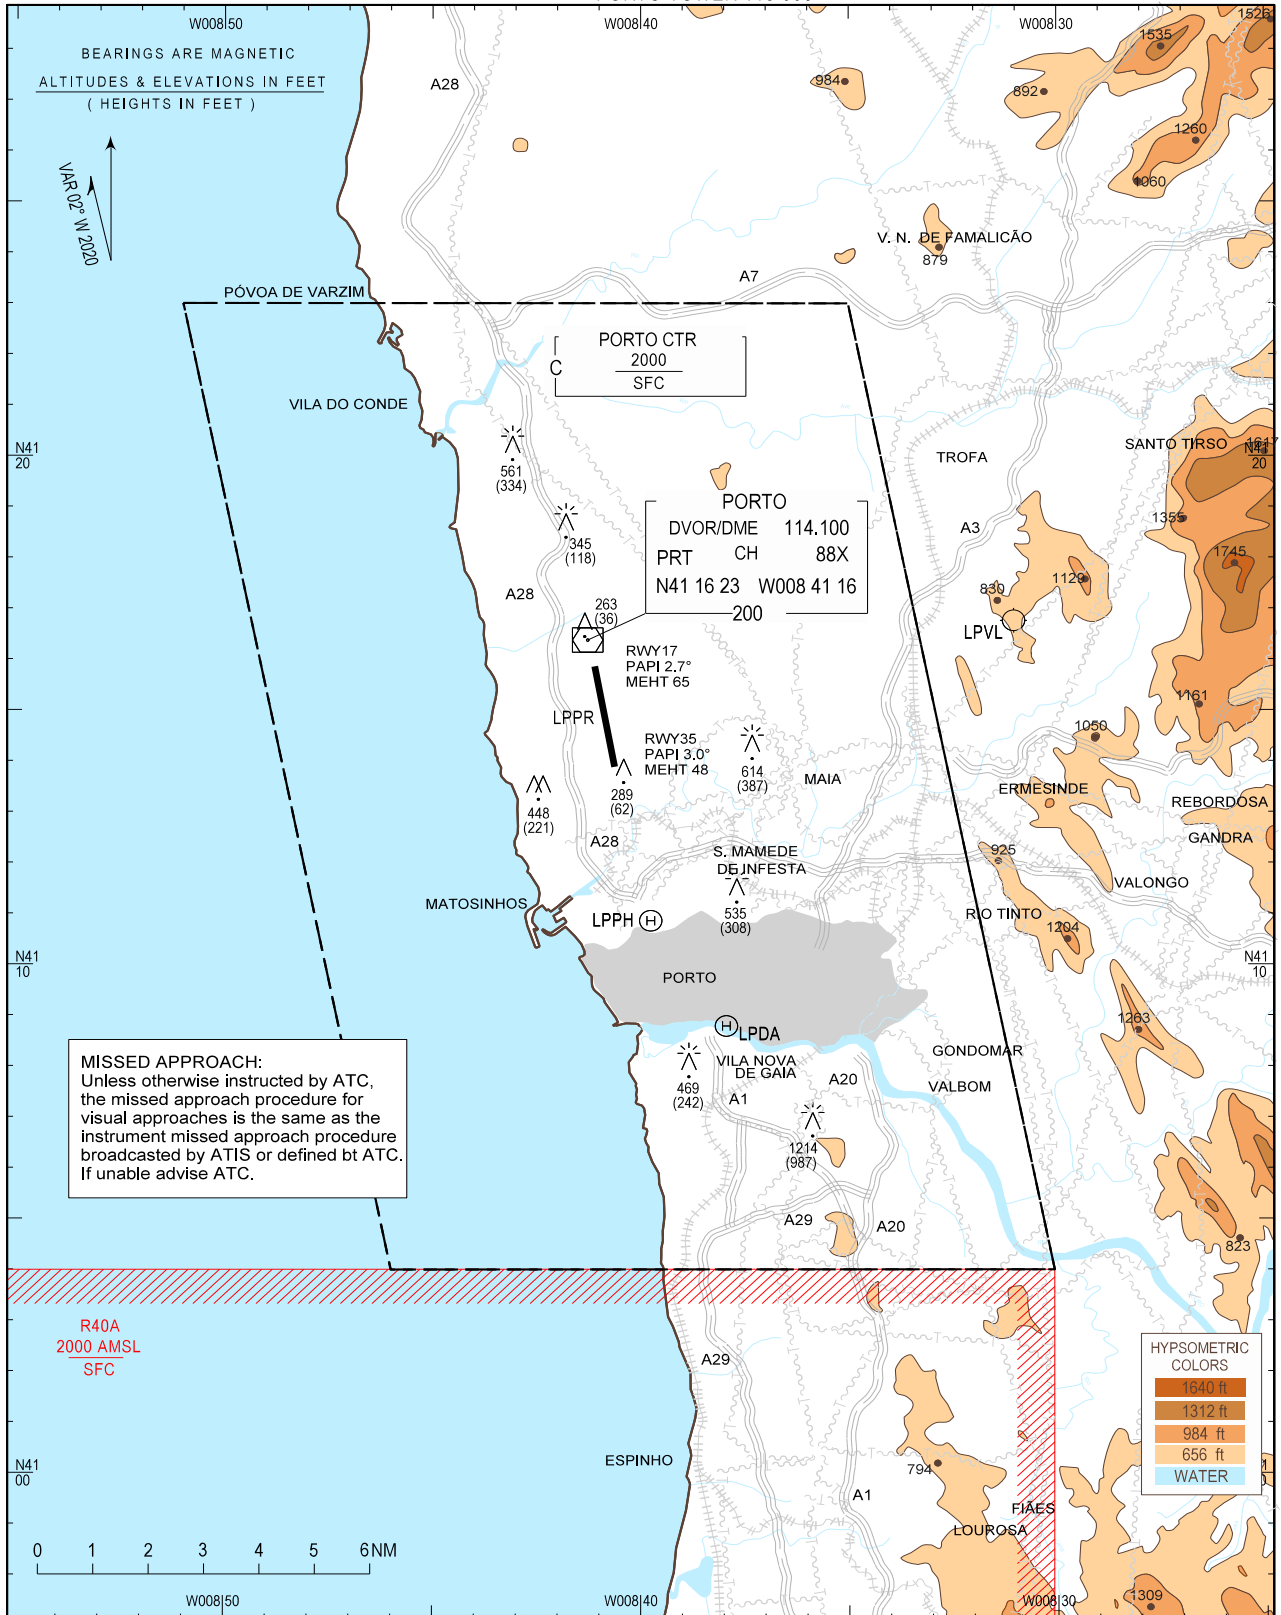 W008 50
W008 40
W008 30
BEARINGS ARE MAGNETIC
ALTITUDES & ELEVATIONS IN FEET
( HEIGHTS IN FEET )
VAR 02° W 2020
A28
984
892
1535
1526
1260
1060
V. N. DE FAMALICÃO
879
A7
PÓVOA DE VARZIM
PORTO CTR
C
2000
SFC
VILA DO CONDE
N41
20
561
(334)
SANTO TIRSO
1617
N41
20
TROFA
345
(118)
PORTO
DVOR/DME 114.100
PRT CH 88X
N41 16 23 W008 41 16
200
A3
1355
1745
1129
830
LPVL
A28
263
(36)
RWY17
PAPI 2.7°
MEHT 65
LPPR
RWY35
PAPI 3.0°
MEHT 48
1161
1050
614
(387)
MAIA
289
(62)
448
(221)
ERMESINDE
REBORDOSA
GANDRA
A28
S. MAMEDE
DE INFESTA
925
VALONGO
MATOSINHOS
LPPH
H
535
(308)
RIO TINTO
1204
N41
10
PORTO
1263
H
LPDA
GONDOMAR
VALBOM
VILA NOVA
DE GAIA
A20
469
(242)
A1
1214
(987)
MISSED APPROACH:
Unless otherwise instructed by ATC,
the missed approach procedure for
visual approaches is the same as the
instrument missed approach procedure
broadcasted by ATIS or defined bt ATC.
If unable advise ATC.
N41
10
A29
A20
823
R40A
2000 AMSL
SFC
A29
HYPSOMETRIC
COLORS
1640 ft
1312 ft
984 ft
656 ft
WATER
N41
00
ESPINHO
794
A1
FIÃES
LOUROSA
0 1 2 3 4 5 6NM
W008 50
W008 40
W008 30
1309